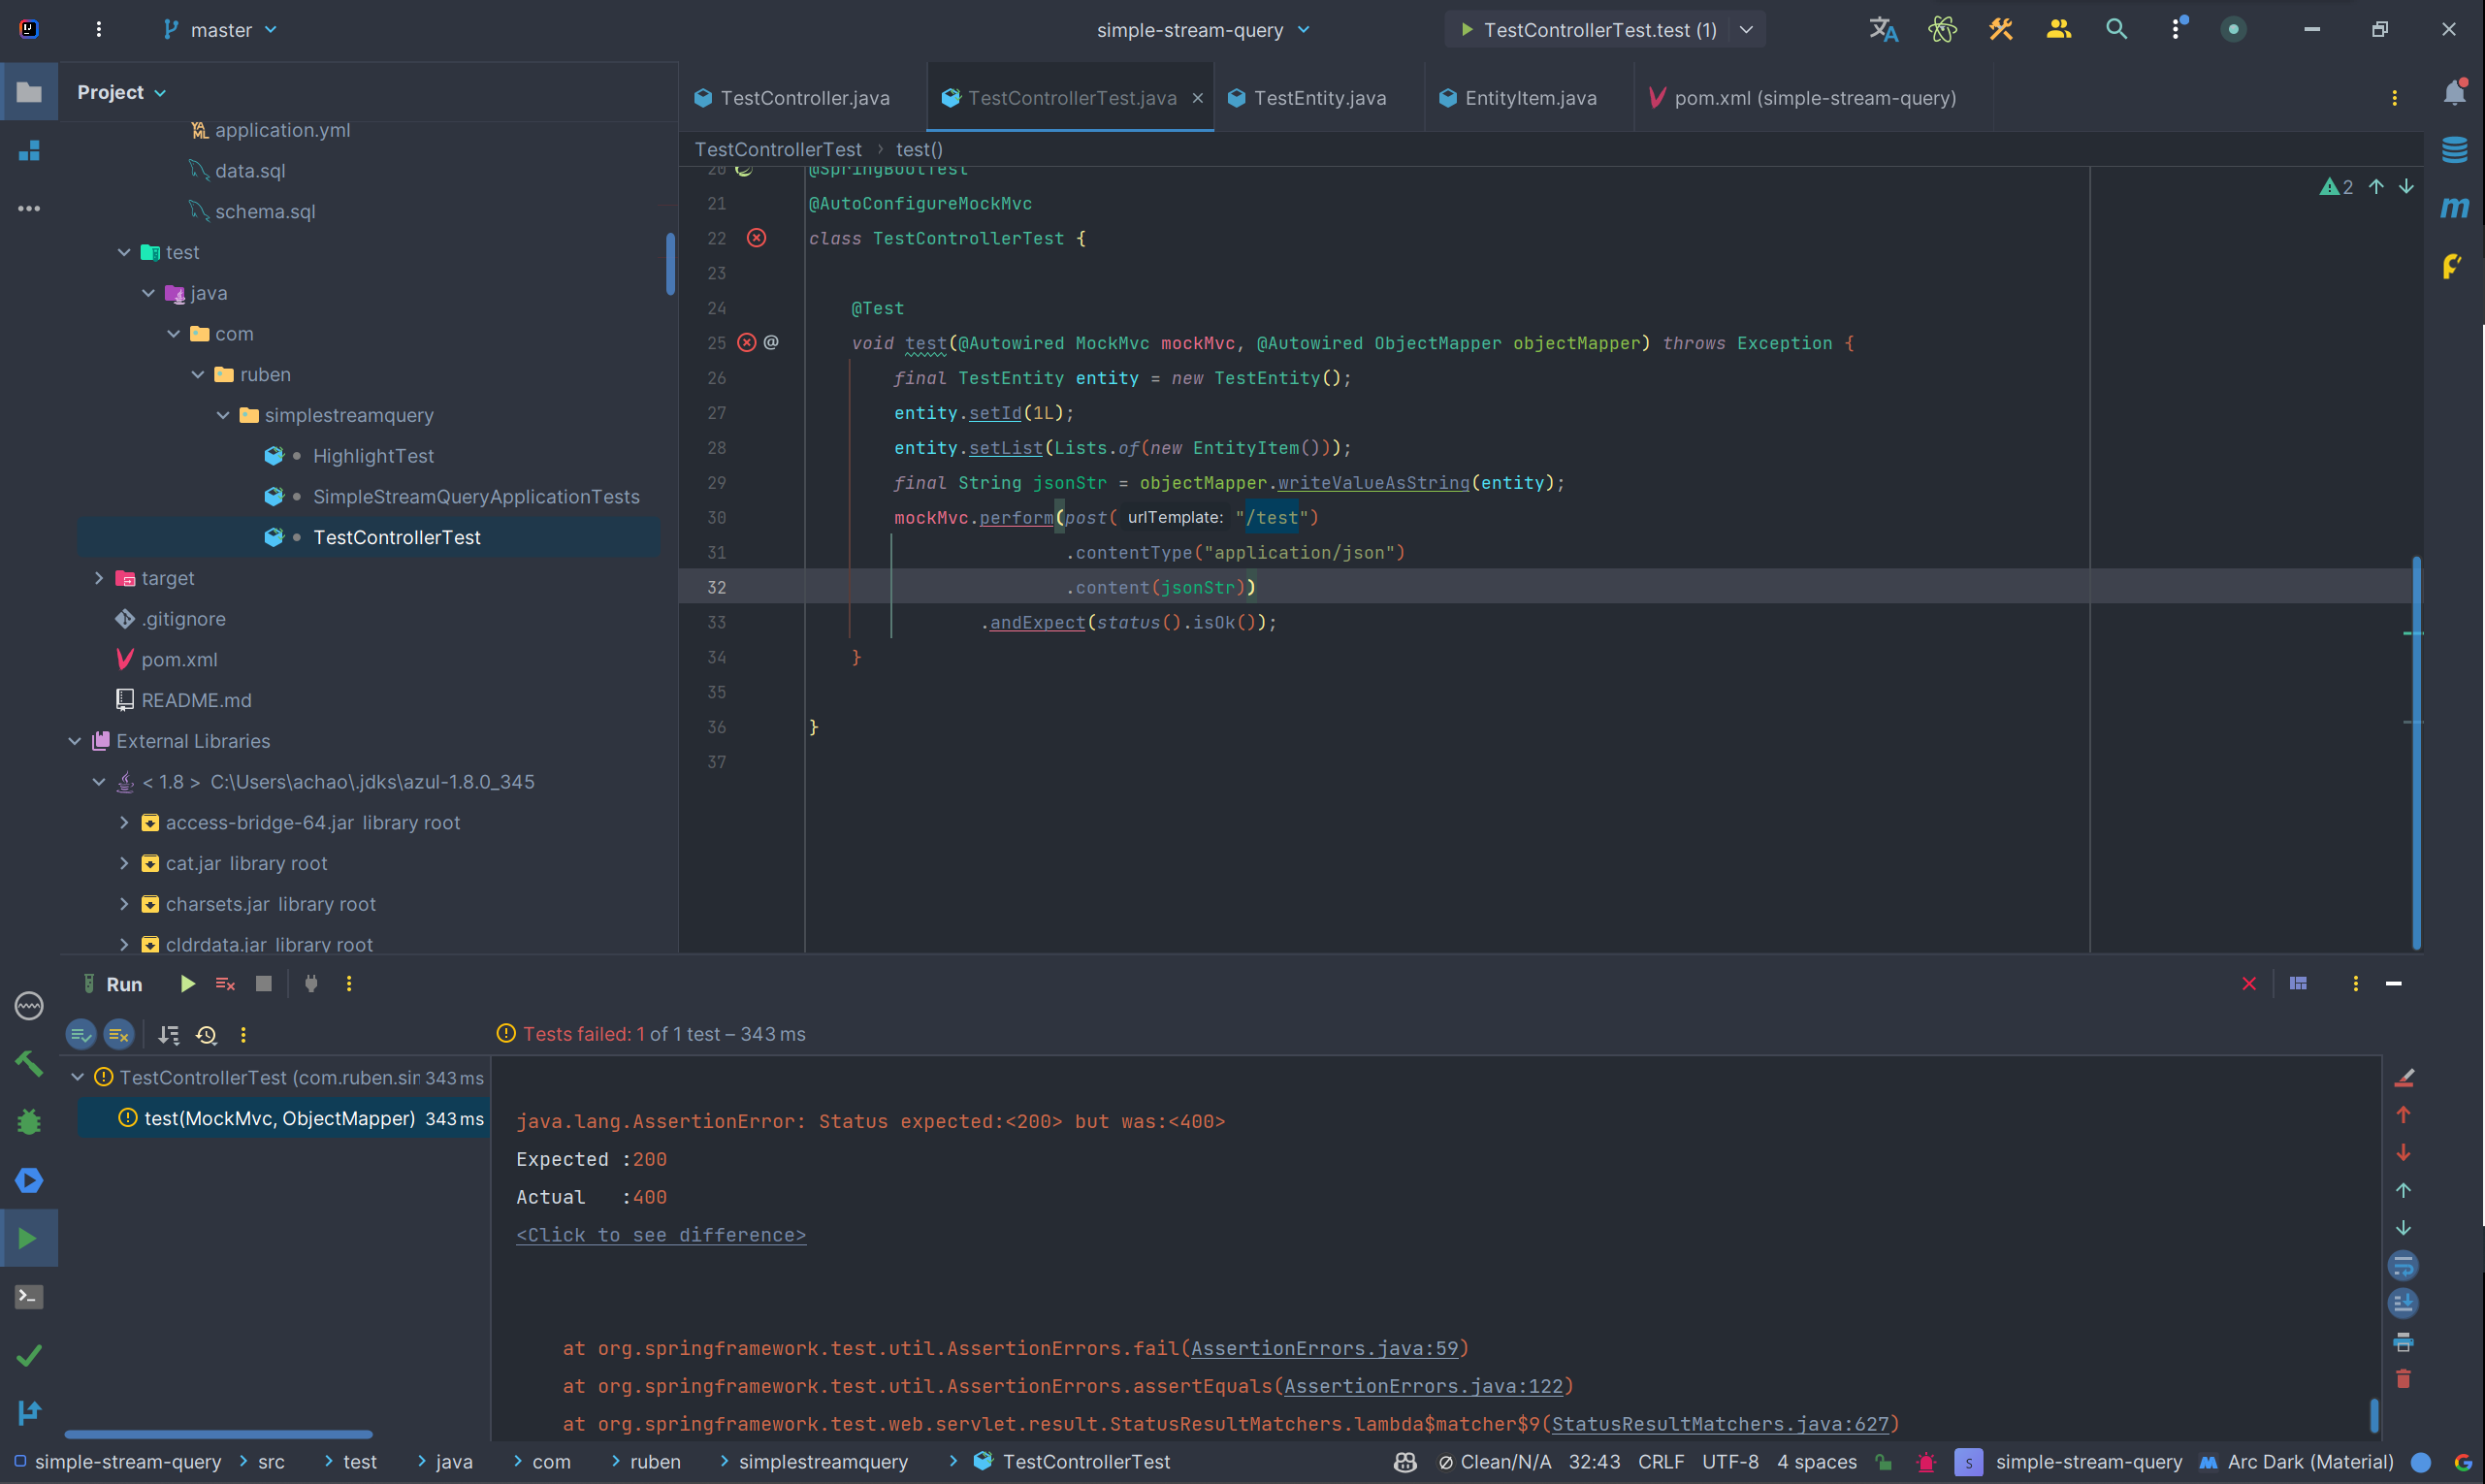 master
simple-stream-query
TestControllerTest.test (1)
Project
application.yml
data.sql
schema.sql
test
java
com
ruben
simplestreamquery
HighlightTest
SimpleStreamQueryApplicationTests
TestControllerTest
target
.gitignore
pom.xml
README.md
External Libraries
< 1.8 > C:\Users\achao\.jdks\azul-1.8.0_345
access-bridge-64.jar library root
cat.jar library root
charsets.jar library root
cldrdata.jar library root
TestController.java
TestControllerTest.java
TestEntity.java
EntityItem.java
pom.xml (simple-stream-query)
TestControllerTest > test()
2
20 @SpringBootTest
21 @AutoConfigureMockMvc
22 class TestControllerTest {
23
24 @Test
25 void test(@Autowired MockMvc mockMvc, @Autowired ObjectMapper objectMapper) throws Exception {
26 final TestEntity entity = new TestEntity();
27 entity.setId(1L);
28 entity.setList(Lists.of(new EntityItem()));
29 final String jsonStr = objectMapper.writeValueAsString(entity);
30 mockMvc.perform(post( urlTemplate: "/test")
31 .contentType("application/json")
32 .content(jsonStr))
33 .andExpect(status().isOk());
34 }
35
36 }
37
Run
Tests failed: 1 of 1 test – 343 ms
TestControllerTest (com.ruben.sin 343 ms
test(MockMvc, ObjectMapper) 343 ms
java.lang.AssertionError: Status expected:<200> but was:<400>
Expected :200
Actual   :400
<Click to see difference>
at org.springframework.test.util.AssertionErrors.fail(AssertionErrors.java:59)
at org.springframework.test.util.AssertionErrors.assertEquals(AssertionErrors.java:122)
at org.springframework.test.web.servlet.result.StatusResultMatchers.lambda$matcher$9(StatusResultMatchers.java:627)
simple-stream-query > src > test > java > com > ruben > simplestreamquery > TestControllerTest
Clean/N/A 32:43 CRLF UTF-8 4 spaces S simple-stream-query Arc Dark (Material)